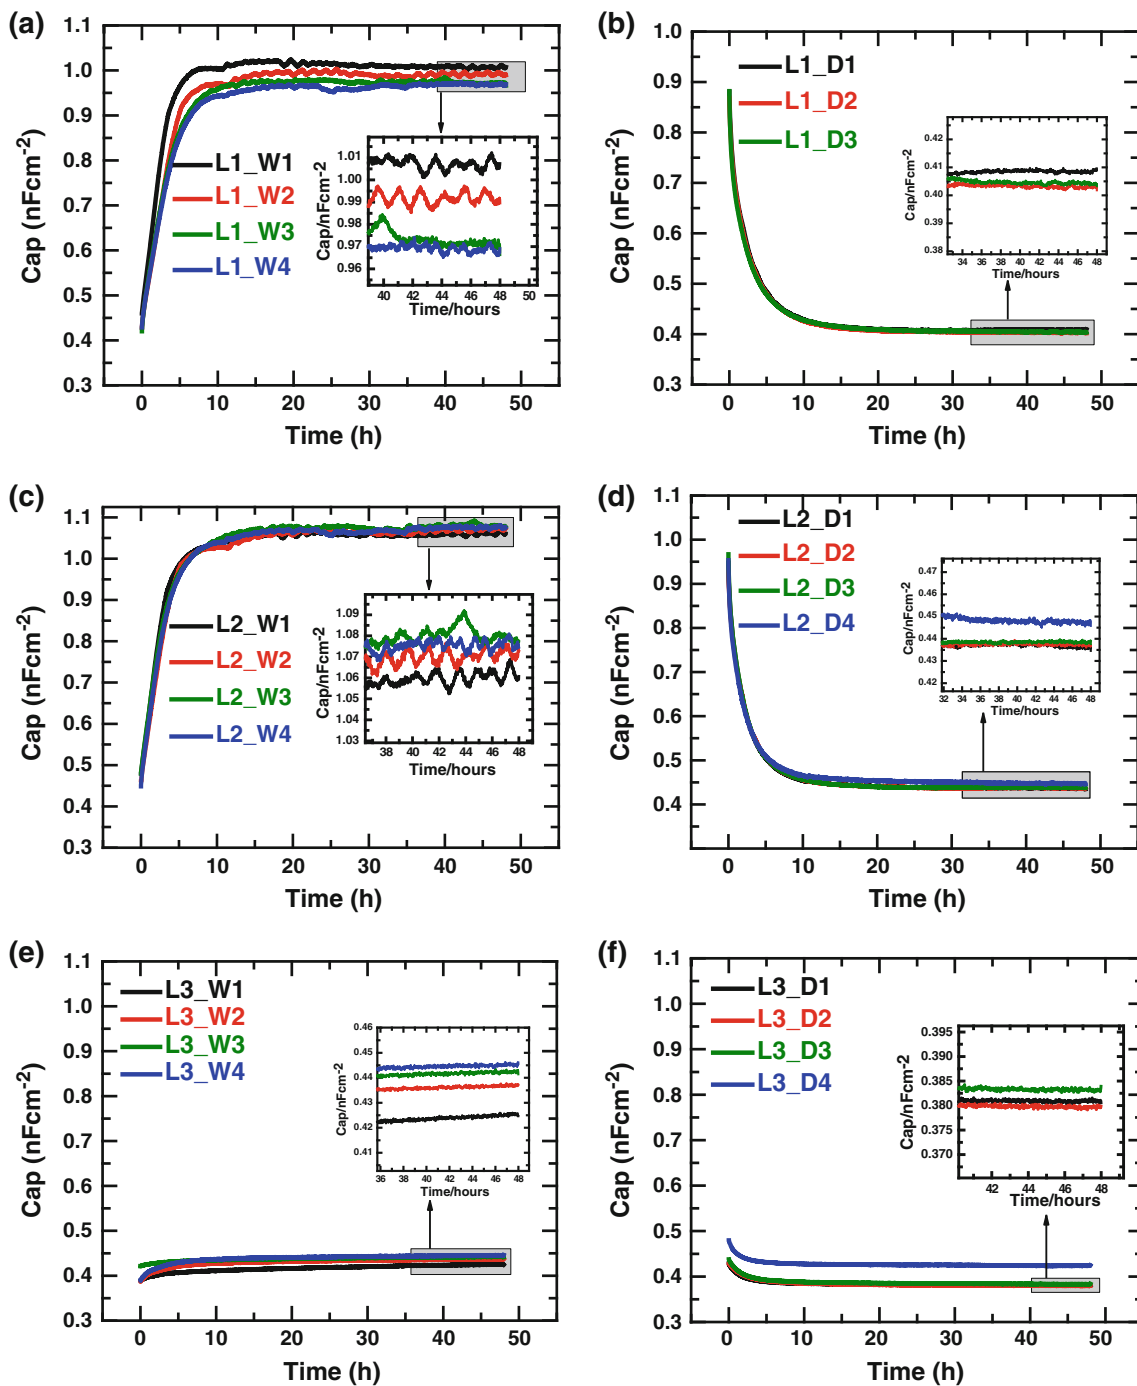 (a)
1.1
1.0
0.9
0.8
0.7
0.6
0.5
0.4
0.3
Cap (nFcm-2)
0 10 20 30 40 50
Time (h)
L1_W1
L1_W2
L1_W3
L1_W4
1.01
1.00
0.99
0.98
0.97
0.96
Cap/nFcm-2
40 42 44 46 48 50
Time/hours
(b)
1.0
0.9
0.8
0.7
0.6
0.5
0.4
0.3
Cap (nFcm-2)
0 10 20 30 40 50
Time (h)
L1_D1
L1_D2
L1_D3
0.42
0.41
0.40
0.39
0.38
Cap/nFcm-2
34 36 38 40 42 44 46 48
Time/hours
(c)
1.1
1.0
0.9
0.8
0.7
0.6
0.5
0.4
0.3
Cap (nFcm-2)
0 10 20 30 40 50
Time (h)
L2_W1
L2_W2
L2_W3
L2_W4
1.09
1.08
1.07
1.06
1.05
1.04
1.03
Cap/nFcm-2
38 40 42 44 46 48
Time/hours
(d)
1.0
0.9
0.8
0.7
0.6
0.5
0.4
Cap (nFcm-2)
0 10 20 30 40 50
Time (h)
L2_D1
L2_D2
L2_D3
L2_D4
0.47
0.46
0.45
0.44
0.43
0.42
Cap/nFcm-2
32 34 36 38 40 42 44 46 48
Time/hours
(e)
1.1
1.0
0.9
0.8
0.7
0.6
0.5
0.4
0.3
Cap (nFcm-2)
0 10 20 30 40 50
Time (h)
L3_W1
L3_W2
L3_W3
L3_W4
0.46
0.45
0.44
0.43
0.42
0.41
Cap/nFcm-2
36 38 40 42 44 46 48
Time/hours
(f)
1.1
1.0
0.9
0.8
0.7
0.6
0.5
0.4
0.3
Cap (nFcm-2)
0 10 20 30 40 50
Time (h)
L3_D1
L3_D2
L3_D3
L3_D4
0.395
0.390
0.385
0.380
0.375
0.370
Cap/nFcm-2
42 44 46 48
Time/hours